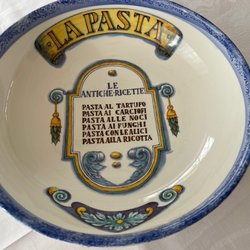 LA PASTA
LE
ANTICHE·RICETTE
PASTA AL TARTUFO
PASTA AI CARCIOFI
PASTA ALLE NOCI
PASTA AI FUNGHI
PASTA CON LE ALICI
PASTA ALLA RICOTTA